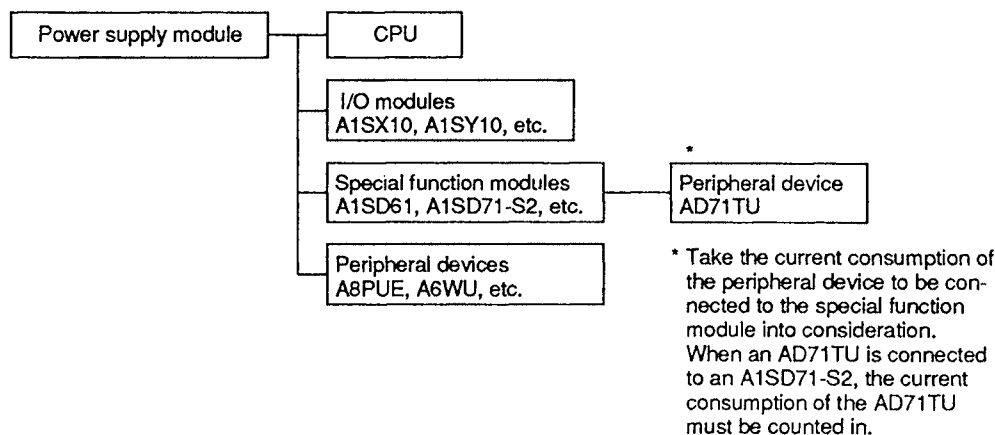 Power supply module
CPU
I/O modules
A1SX10, A1SY10, etc.
Special function modules
A1SD61, A1SD71-S2, etc.
*
Peripheral device
AD71TU
Peripheral devices
A8PUE, A6WU, etc.
* Take the current consumption of
the peripheral device to be con-
nected to the special function
module into consideration.
When an AD71TU is connected
to an A1SD71-S2, the current
consumption of the AD71TU
must be counted in.